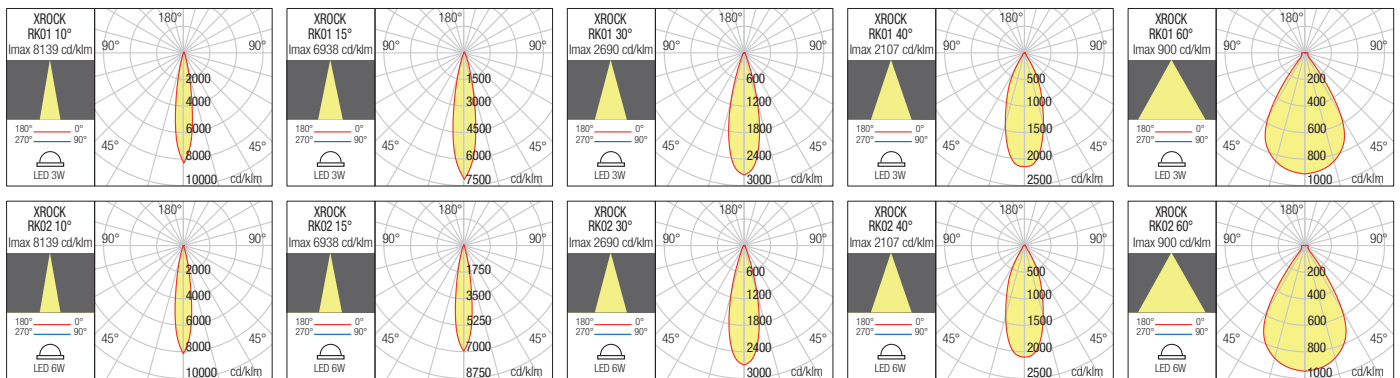 XROCK
RK01 10°
Imax 8139 cd/klm
180° 0°
270° 90°
LED 3W
180°
90° 90°
2000
4000
6000
45° 45°
8000
10000 cd/klm
XROCK
RK01 15°
Imax 6938 cd/klm
180° 0°
270° 90°
LED 3W
180°
90° 90°
1500
3000
4500
45° 45°
6000
7500 cd/klm
XROCK
RK01 30°
Imax 2690 cd/klm
180° 0°
270° 90°
LED 3W
180°
90° 90°
600
1200
1800
45° 45°
2400
3000 cd/klm
XROCK
RK01 40°
Imax 2107 cd/klm
180° 0°
270° 90°
LED 3W
180°
90° 90°
500
1000
1500
45° 45°
2000
2500 cd/klm
XROCK
RK01 60°
Imax 900 cd/klm
180° 0°
270° 90°
LED 3W
180°
90° 90°
200
400
600
45° 45°
800
1000 cd/klm
XROCK
RK02 10°
Imax 8139 cd/klm
180° 0°
270° 90°
LED 6W
180°
90° 90°
2000
4000
6000
45° 45°
8000
10000 cd/klm
XROCK
RK02 15°
Imax 6938 cd/klm
180° 0°
270° 90°
LED 6W
180°
90° 90°
1750
3500
5250
45° 45°
7000
8750 cd/klm
XROCK
RK02 30°
Imax 2690 cd/klm
180° 0°
270° 90°
LED 6W
180°
90° 90°
600
1200
1800
45° 45°
2400
3000 cd/klm
XROCK
RK02 40°
Imax 2107 cd/klm
180° 0°
270° 90°
LED 6W
180°
90° 90°
500
1000
1500
45° 45°
2000
2500 cd/klm
XROCK
RK02 60°
Imax 900 cd/klm
180° 0°
270° 90°
LED 6W
180°
90° 90°
200
400
600
45° 45°
800
1000 cd/klm